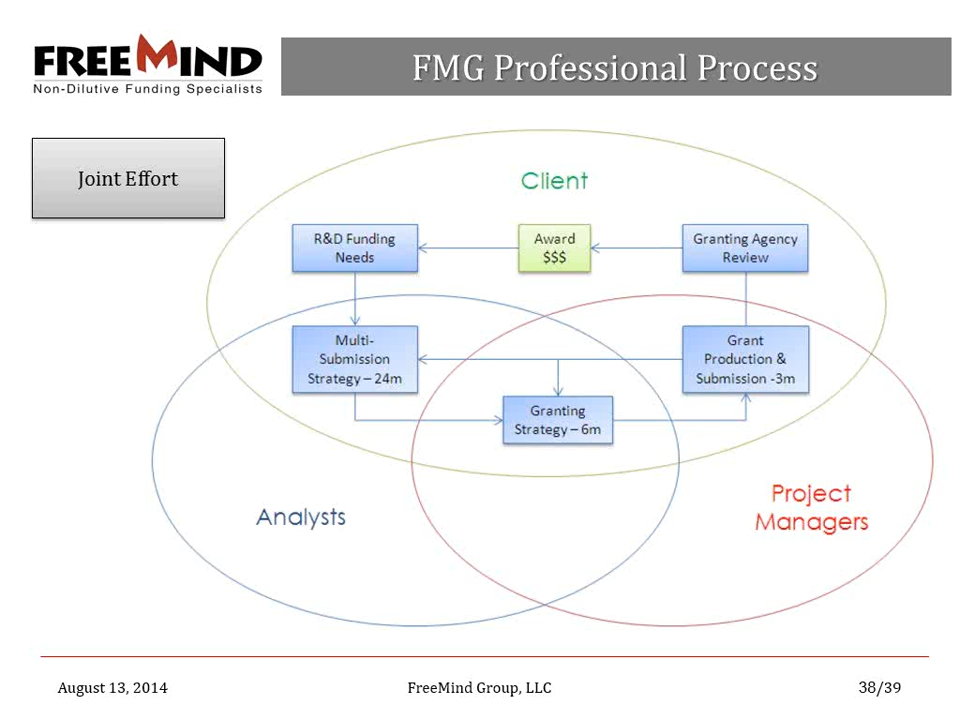 FREEMIND
Non-Dilutive Funding Specialists
FMG Professional Process
Joint Effort
Client
R&D Funding
Needs
Award
$$$
Granting Agency
Review
Multi-
Submission
Strategy – 24m
Grant
Production &
Submission -3m
Granting
Strategy – 6m
Analysts
Project
Managers
August 13, 2014
FreeMind Group, LLC
38/39